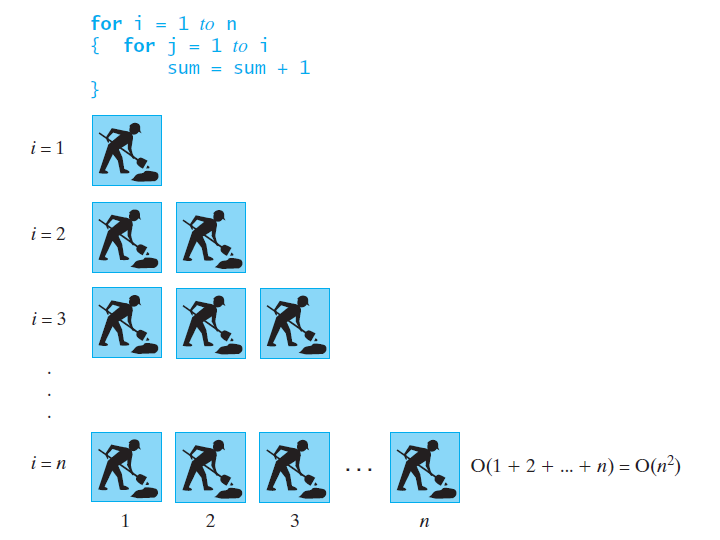 for i = 1 to n
{ for j = 1 to i
sum = sum + 1
}
i = 1
i = 2
i = 3
.
.
.
i = n ... O(1 + 2 + ... + n) = O(n²)
1 2 3 n